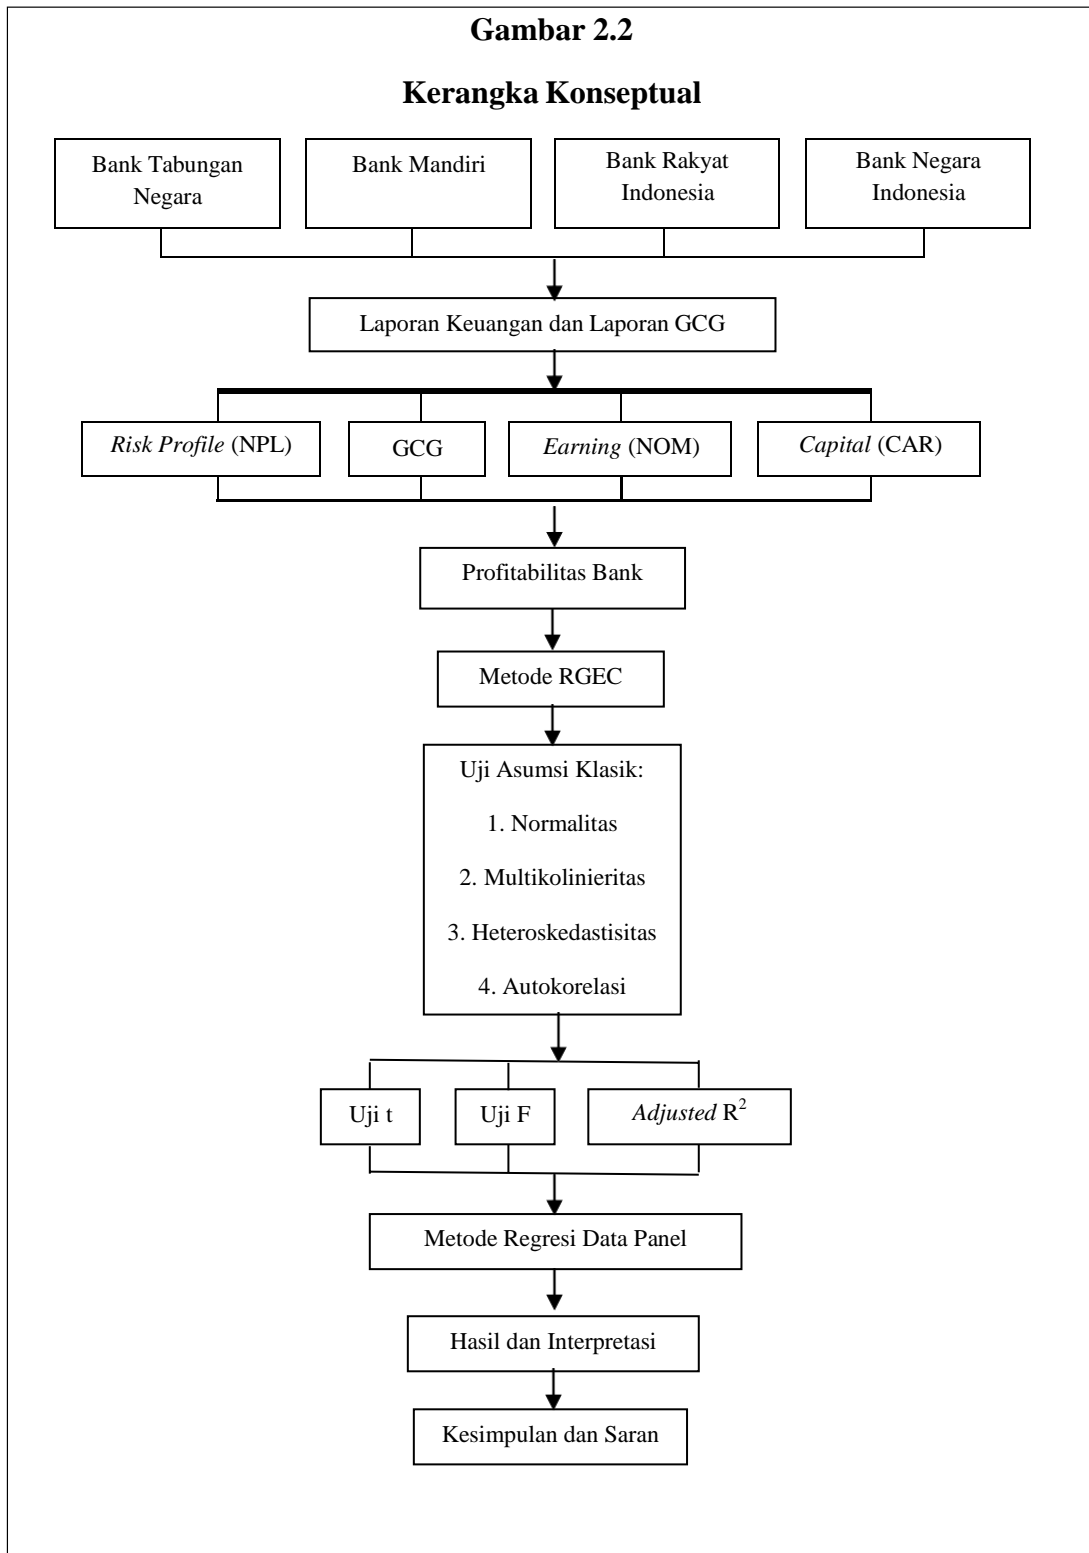 Gambar 2.2
Kerangka Konseptual
Bank Tabungan
Negara
Bank Mandiri
Bank Rakyat
Indonesia
Bank Negara
Indonesia
Laporan Keuangan dan Laporan GCG
Risk Profile (NPL)
GCG
Earning (NOM)
Capital (CAR)
Profitabilitas Bank
Metode RGEC
Uji Asumsi Klasik:
1. Normalitas
2. Multikolinieritas
3. Heteroskedastisitas
4. Autokorelasi
Uji t
Uji F
Adjusted R²
Metode Regresi Data Panel
Hasil dan Interpretasi
Kesimpulan dan Saran